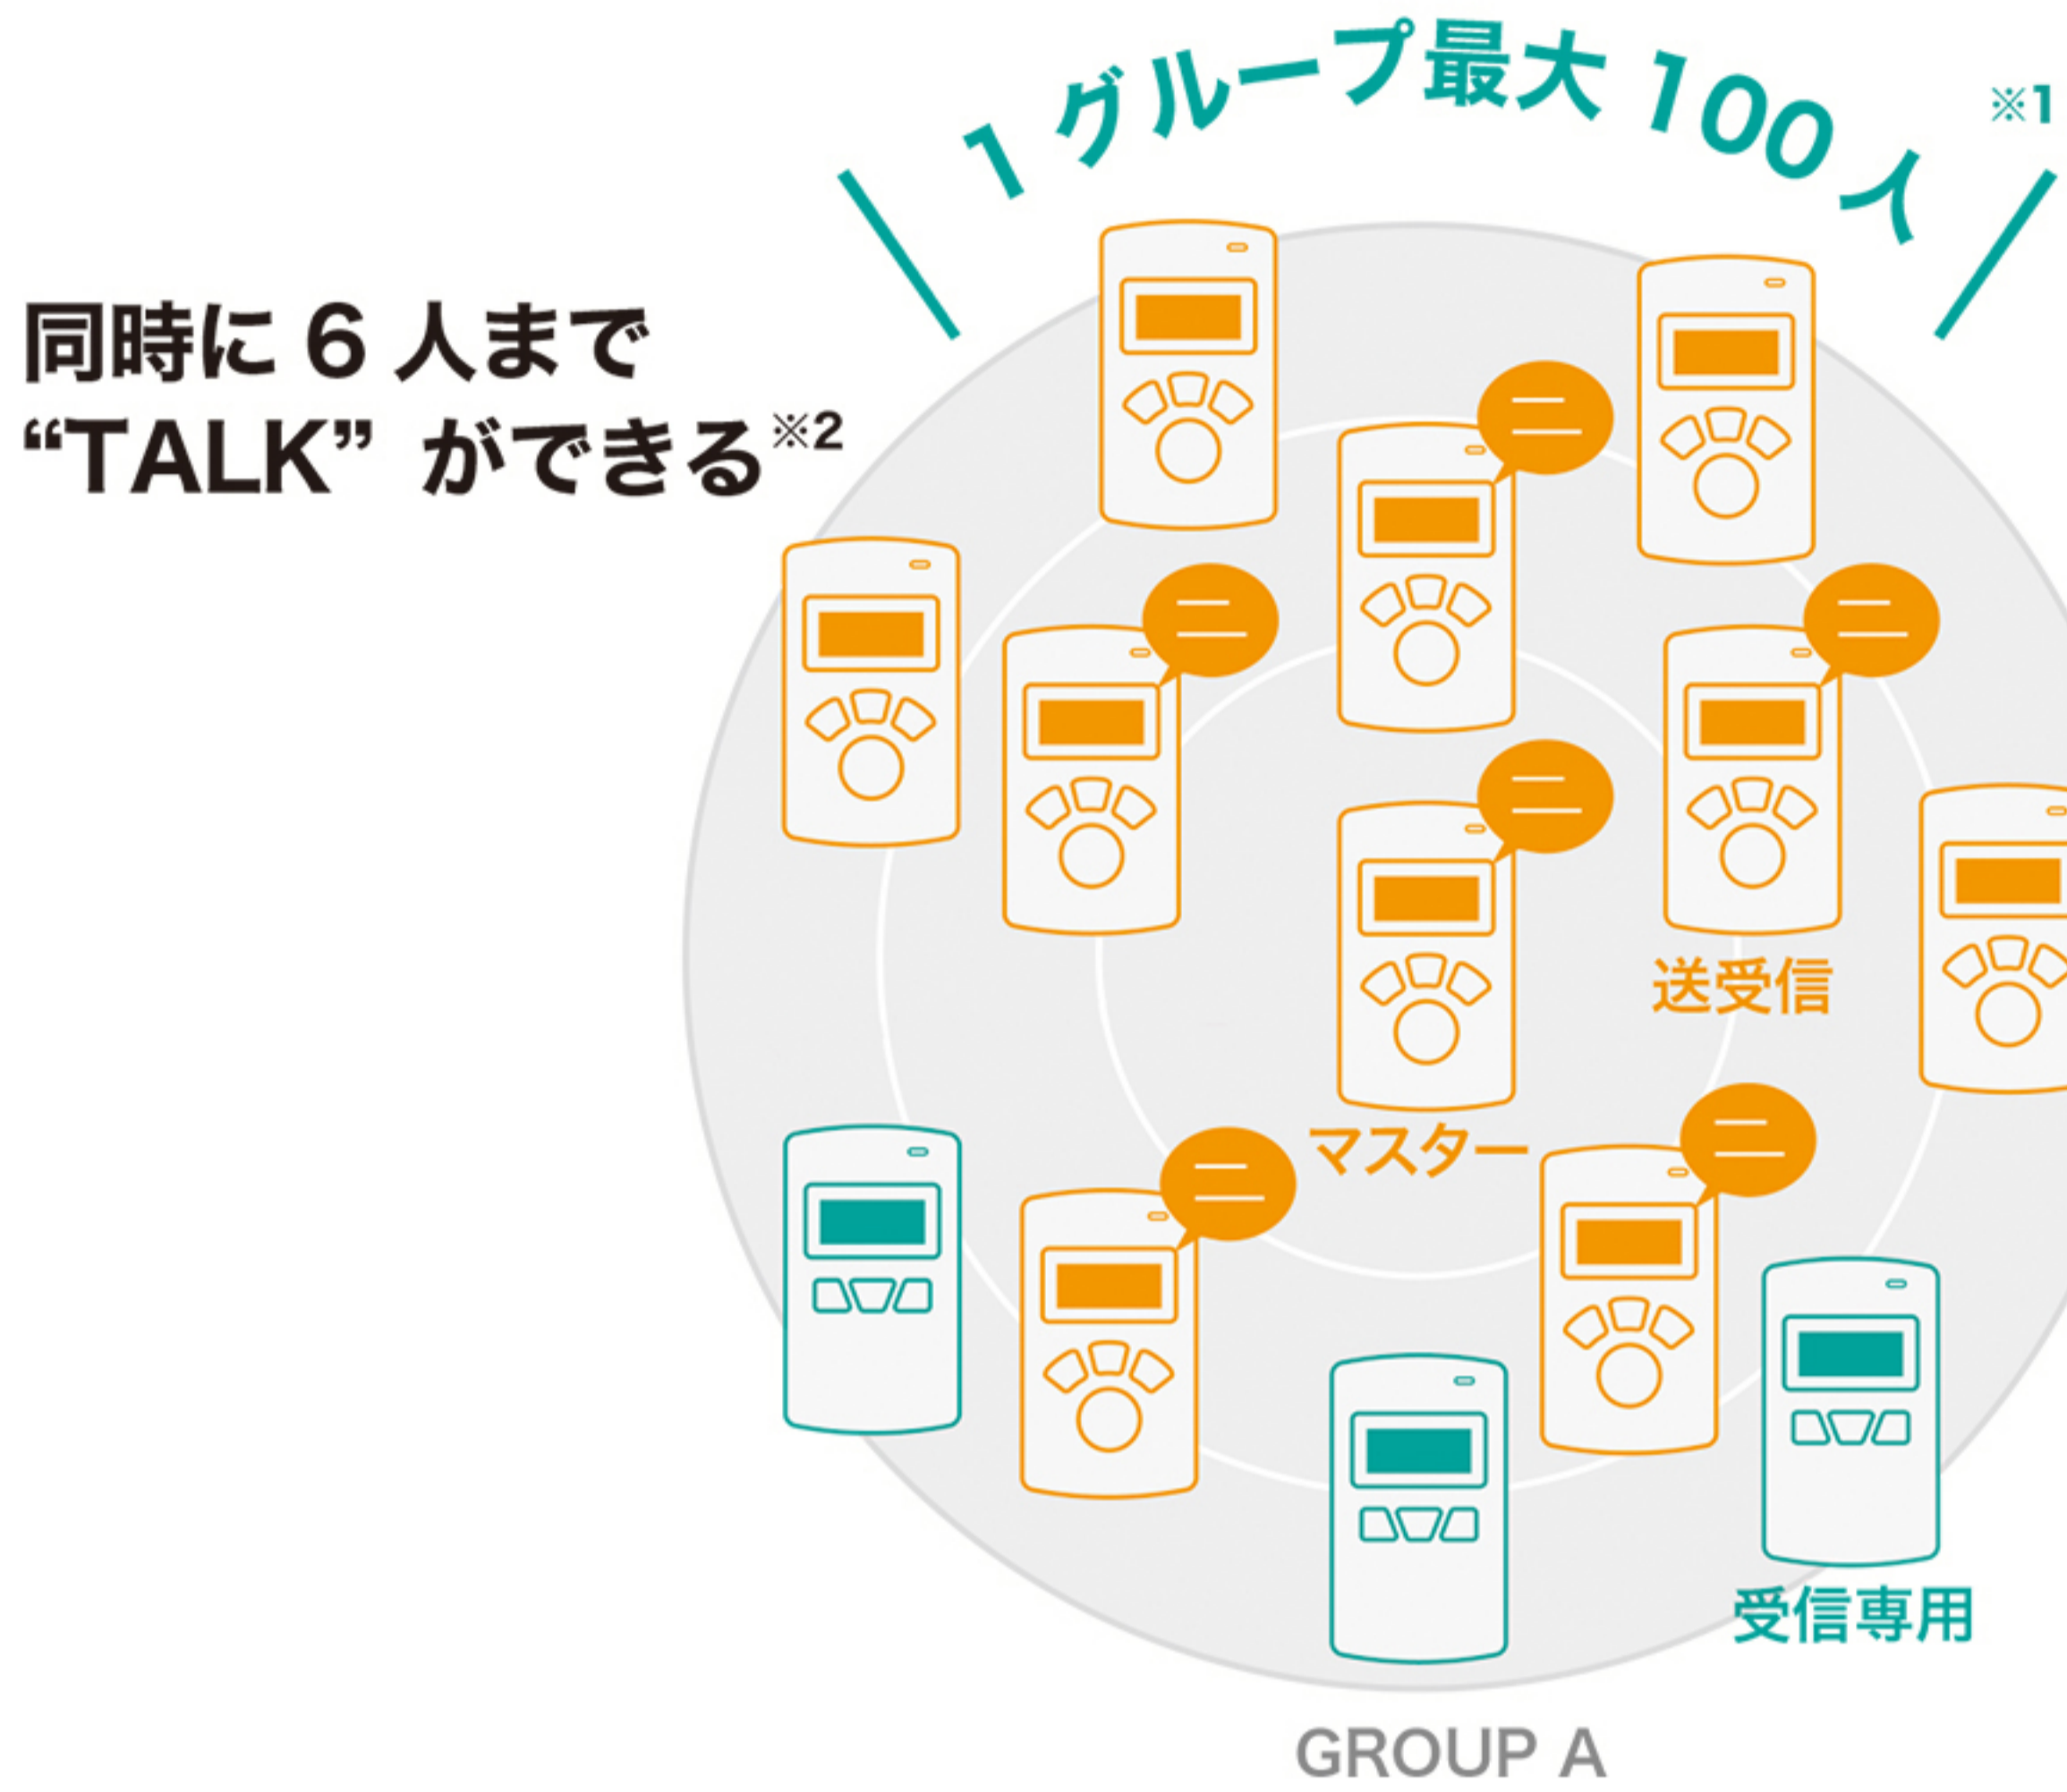 1グループ最大100人※1
同時に6人まで
“TALK”ができる※2
送受信
マスター
受信専用
GROUP A